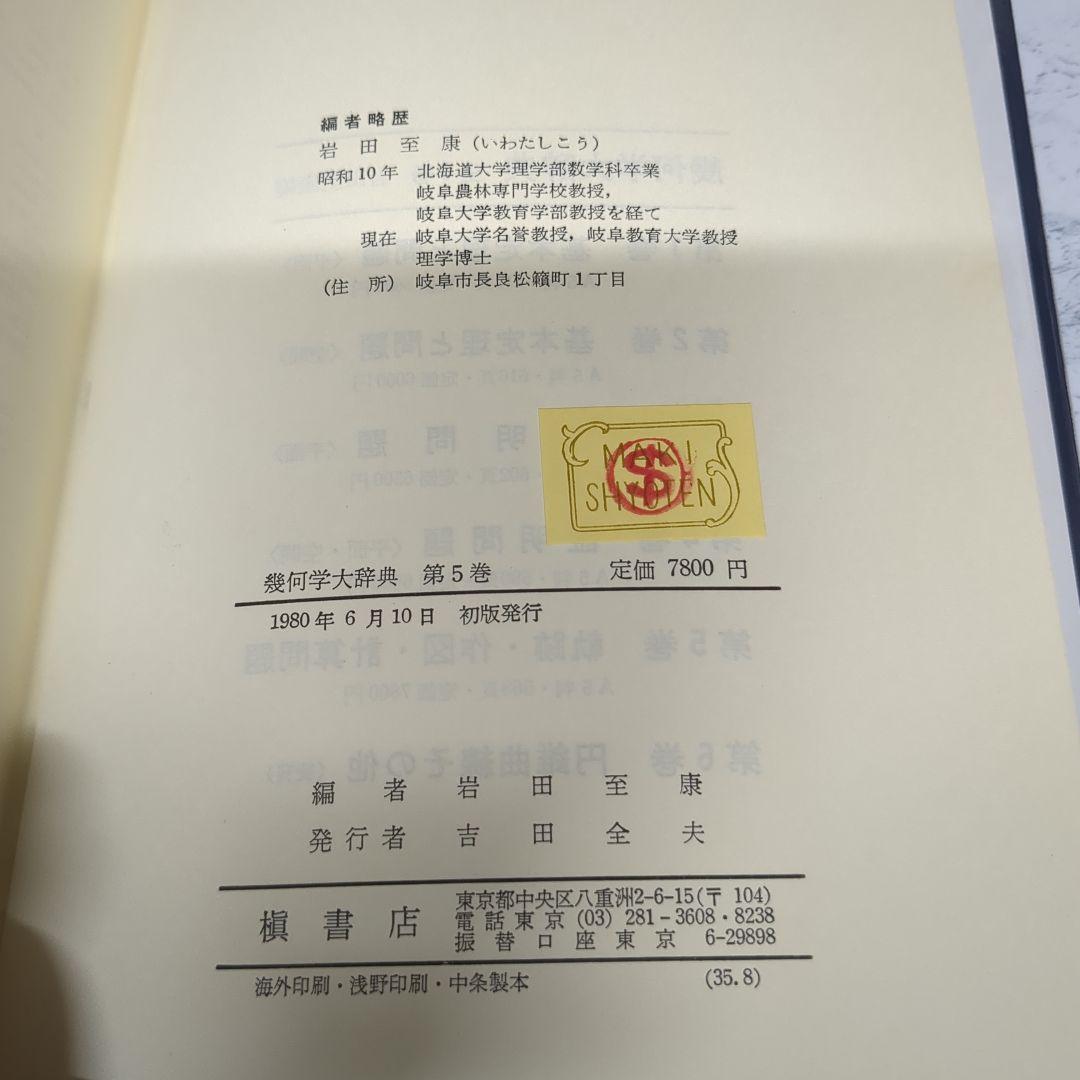 編者略歴
岩田至康(いわたしこう)
昭和10年 北海道大学理学部数学科卒業
岐阜農林専門学校教授,
岐阜大学教育学部教授を経て
現在 岐阜大学名誉教授, 岐阜教育大学教授
理学博士
(住所) 岐阜市長良松籟町1丁目
MAKI
SHYOTEN
幾何学大辞典 第5巻 定価 7800 円
1980年6月10日 初版発行
編者 岩田至康
発行者 吉田全夫
槇書店
東京都中央区八重洲2-6-15(〒 104)
電話東京 (03) 281-3608・8238
振替口座東京 6-29898
海外印刷・浅野印刷・中条製本 (35.8)